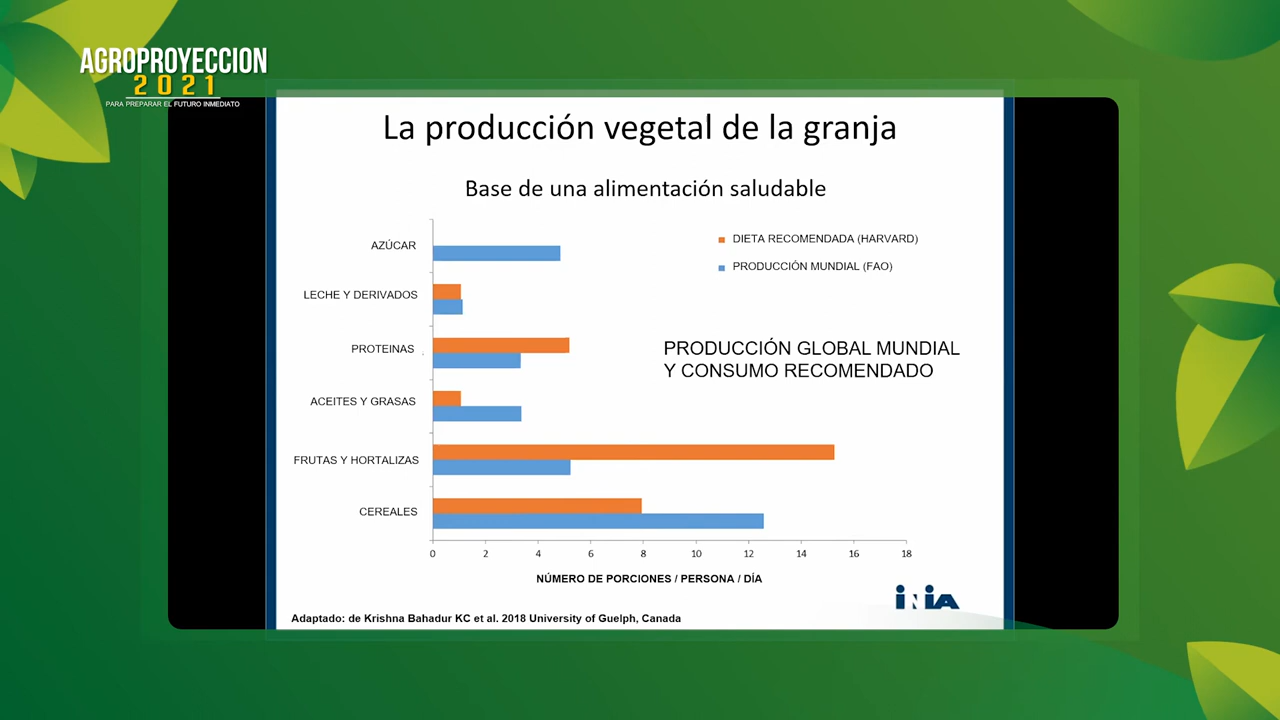 AGROPROYECCION
2021
PARA PREPARAR EL FUTURO INMEDIATO
La producción vegetal de la granja
Base de una alimentación saludable
AZÚCAR
LECHE Y DERIVADOS
PROTEINAS
ACEITES Y GRASAS
FRUTAS Y HORTALIZAS
CEREALES
DIETA RECOMENDADA (HARVARD)
PRODUCCIÓN MUNDIAL (FAO)
PRODUCCIÓN GLOBAL MUNDIAL
Y CONSUMO RECOMENDADO
0 2 4 6 8 10 12 14 16 18
NÚMERO DE PORCIONES / PERSONA / DÍA
iNiA
Adaptado: de Krishna Bahadur KC et al. 2018 University of Guelph, Canada